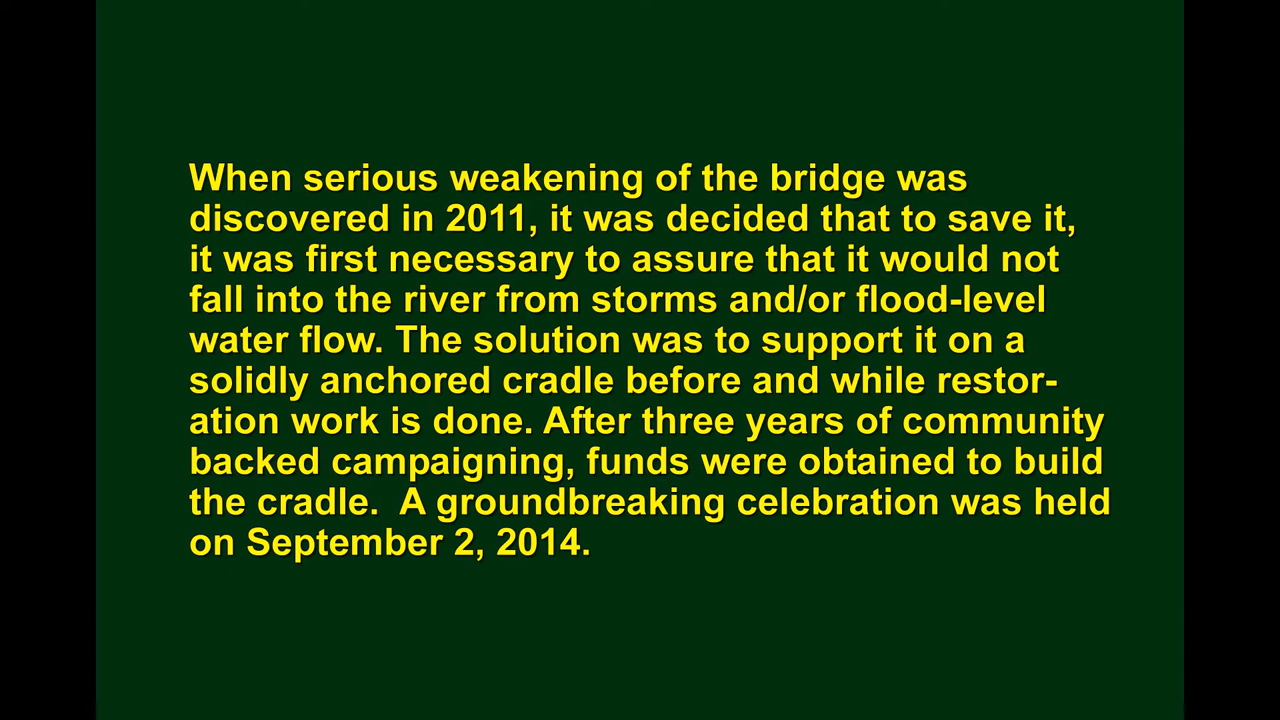 When serious weakening of the bridge was
discovered in 2011, it was decided that to save it,
it was first necessary to assure that it would not
fall into the river from storms and/or flood-level
water flow. The solution was to support it on a
solidly anchored cradle before and while restor-
ation work is done. After three years of community
backed campaigning, funds were obtained to build
the cradle.  A groundbreaking celebration was held
on September 2, 2014.